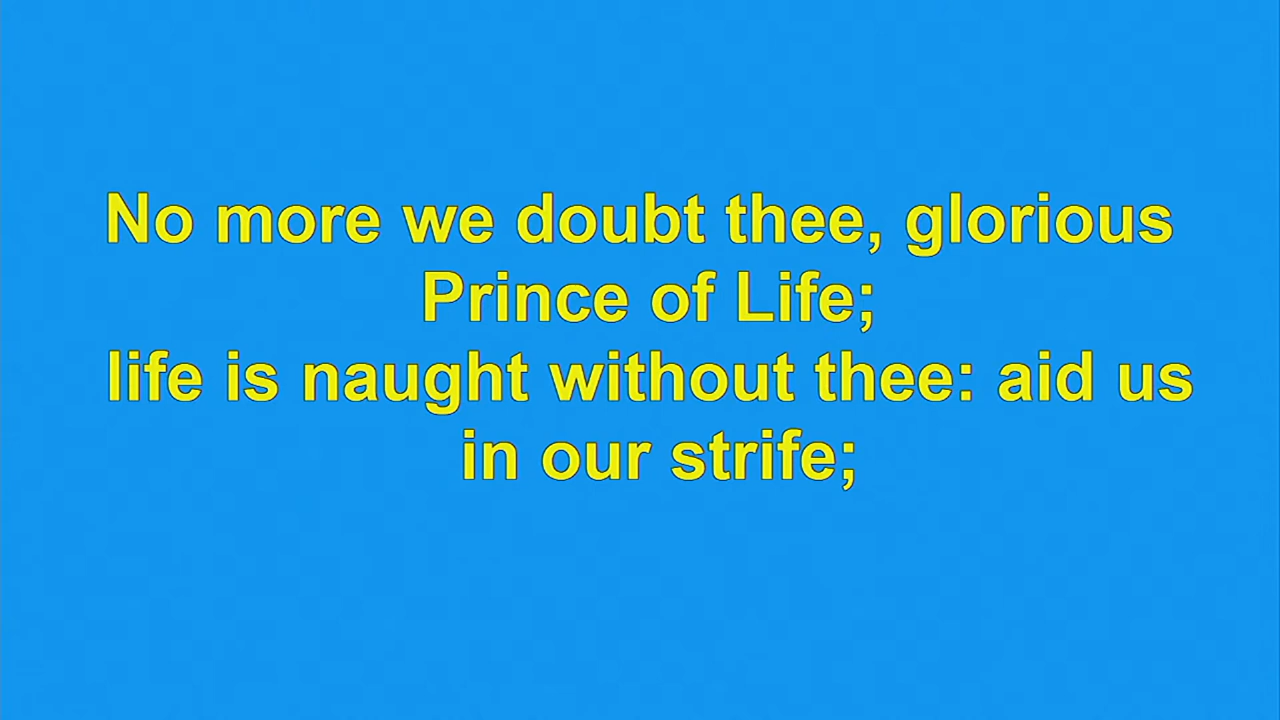 No more we doubt thee, glorious
Prince of Life;
life is naught without thee: aid us
in our strife;